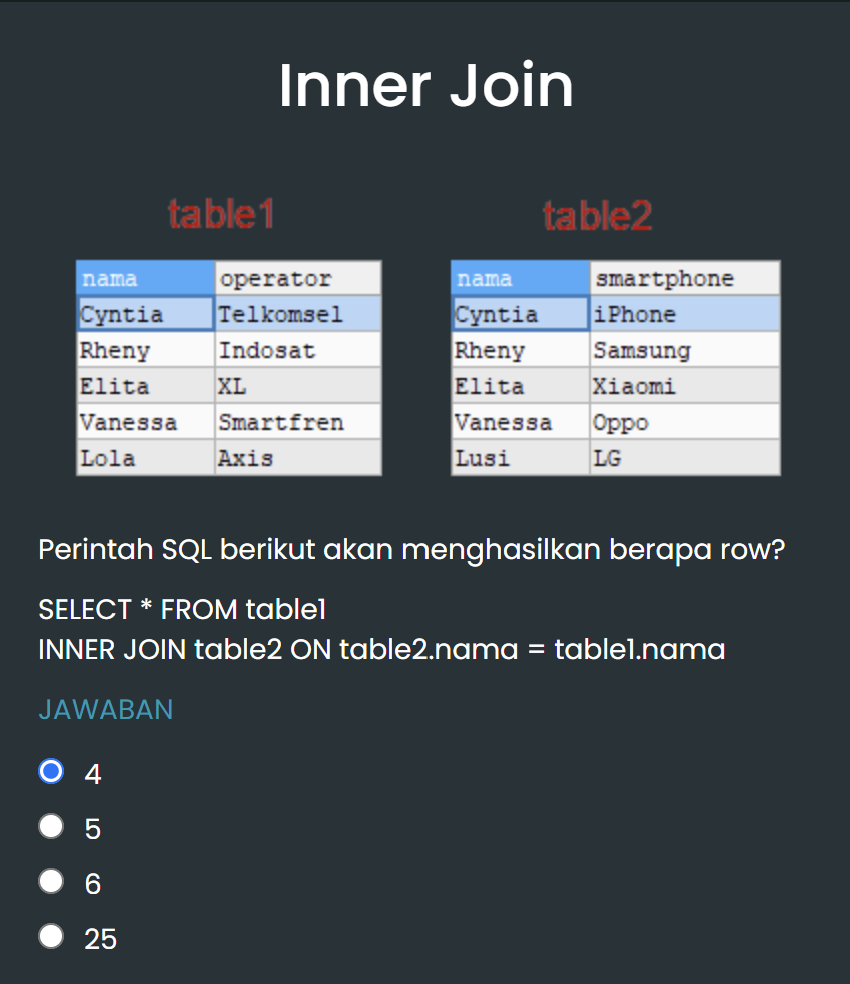 Inner Join
table1
nama operator
Cyntia Telkomsel
Rheny Indosat
Elita XL
Vanessa Smartfren
Lola Axis
table2
nama smartphone
Cyntia iPhone
Rheny Samsung
Elita Xiaomi
Vanessa Oppo
Lusi LG
Perintah SQL berikut akan menghasilkan berapa row?
SELECT * FROM table1
INNER JOIN table2 ON table2.nama = table1.nama
JAWABAN
4
5
6
25